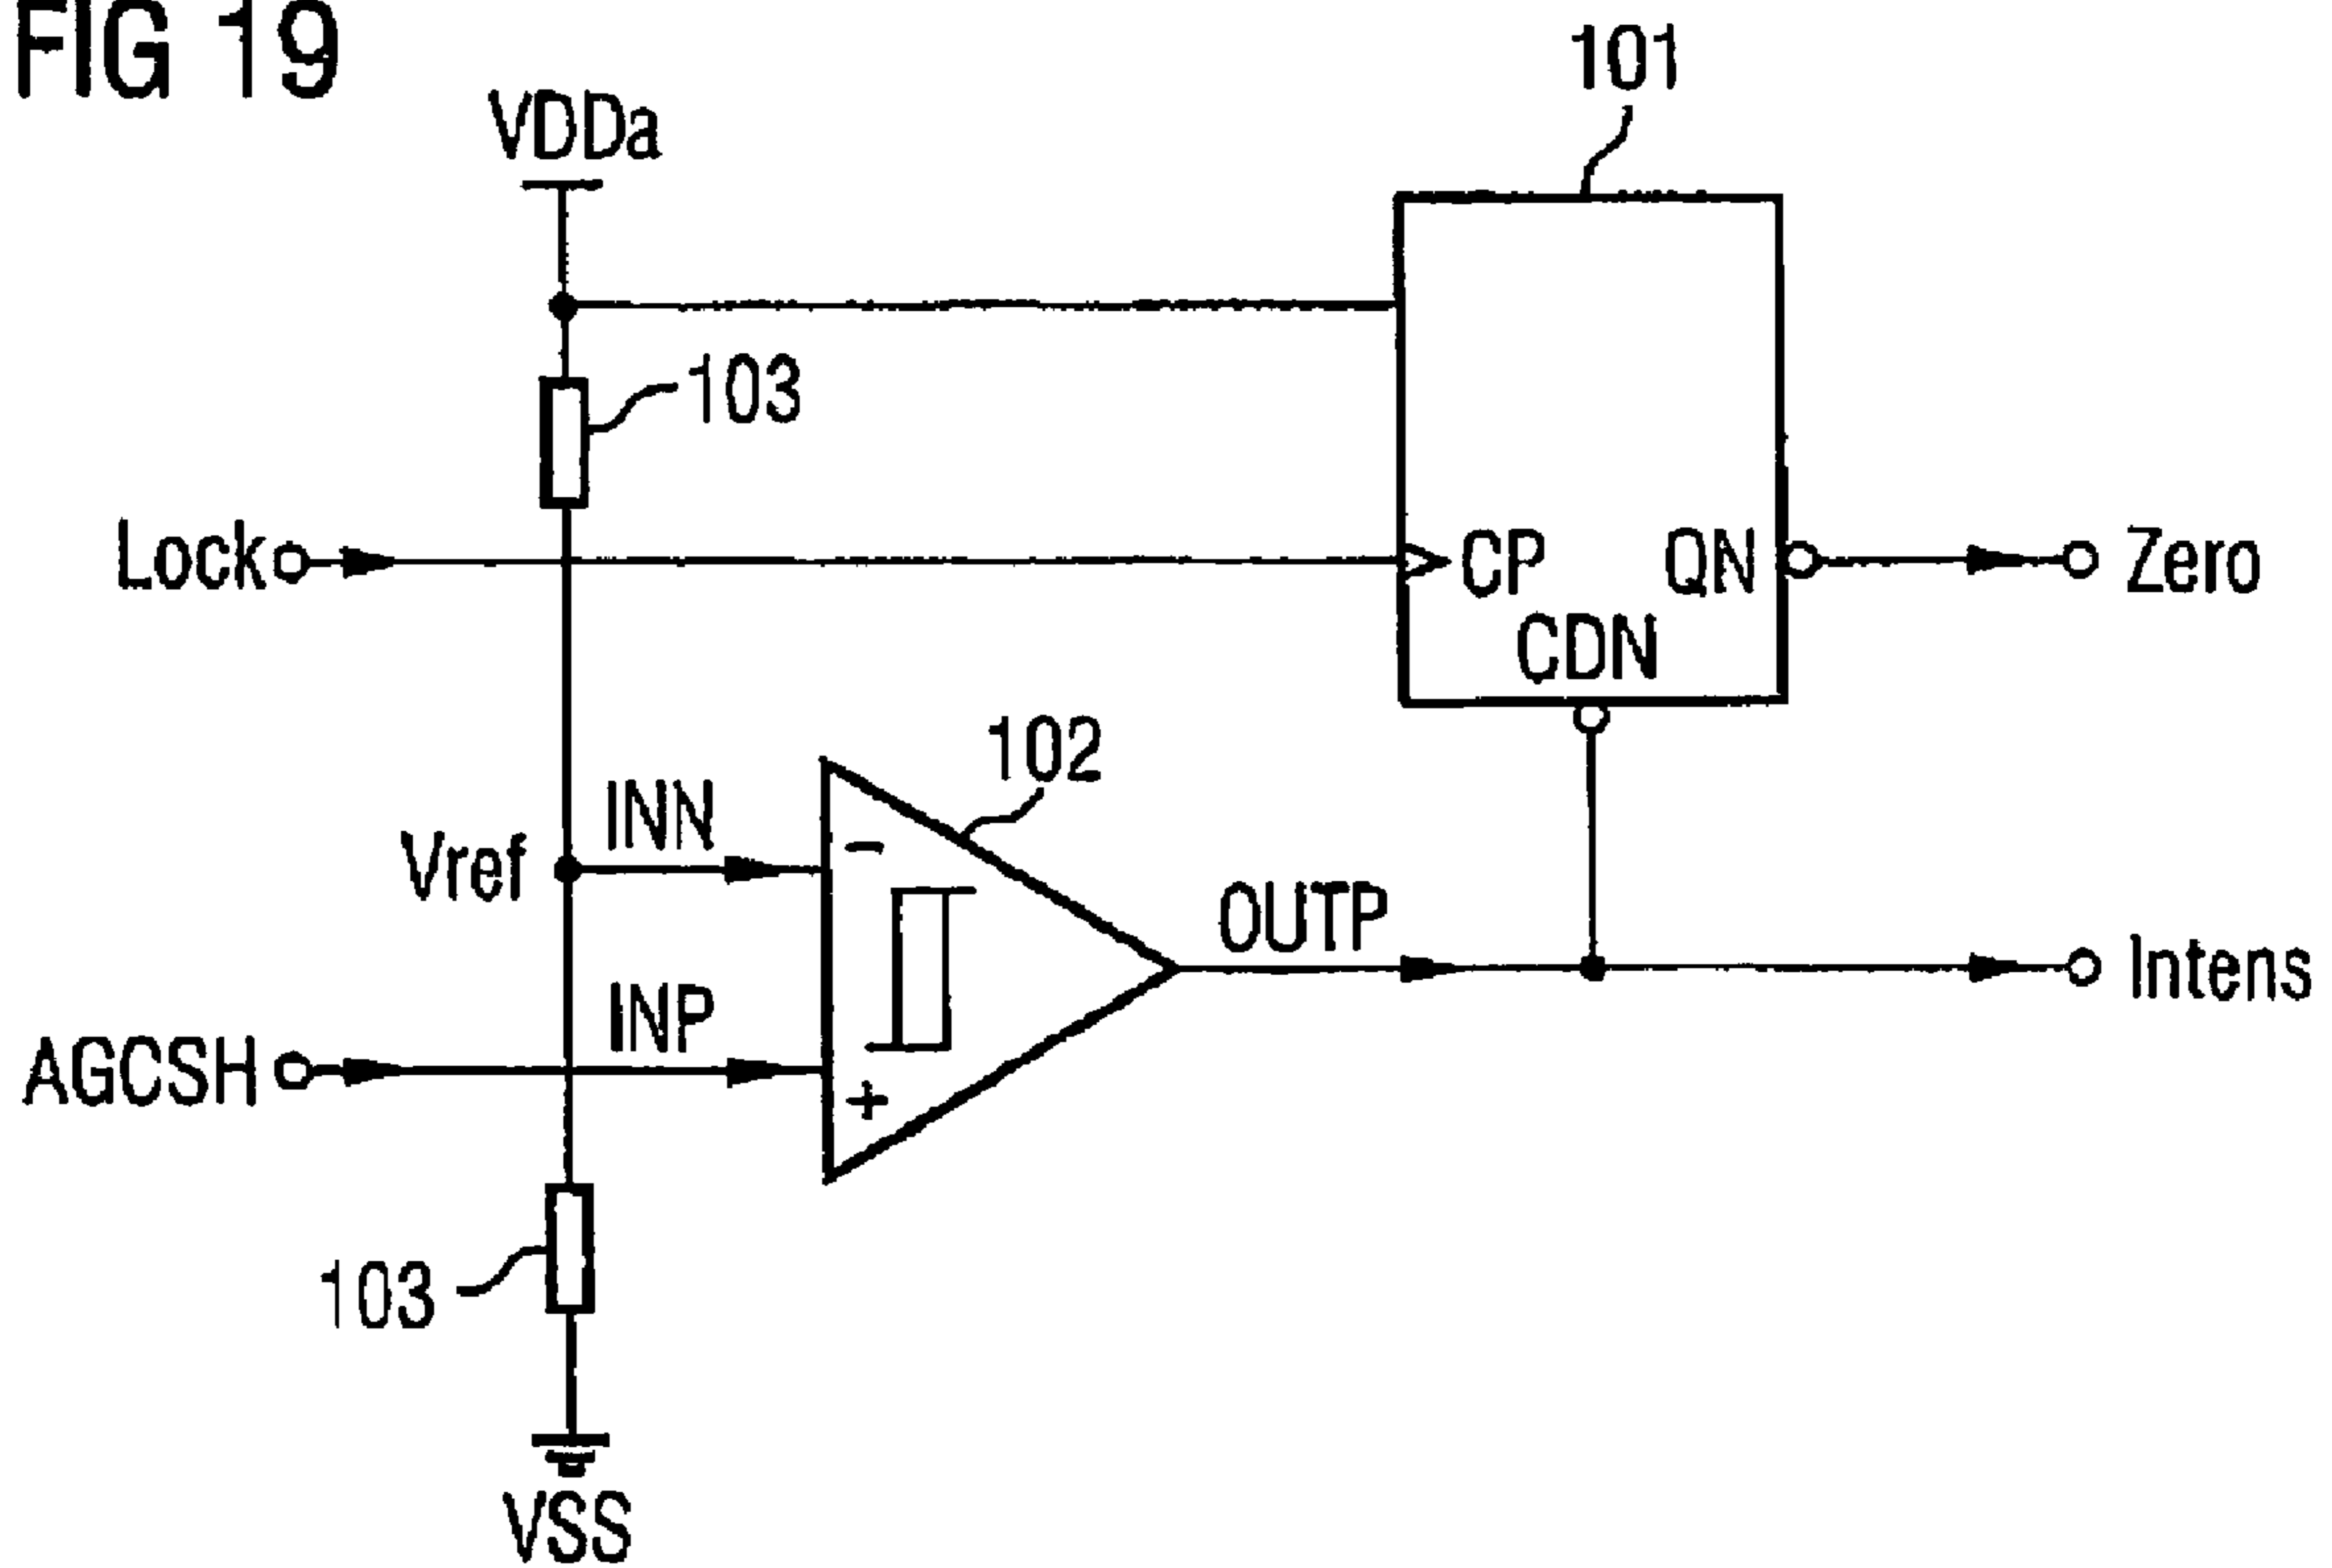 FIG 19
101
VDDa
103
Lock
CP
QN
Zero
CDN
102
INN
-
Vref
OUTP
Intens
INP
AGCSH
+
103
VSS